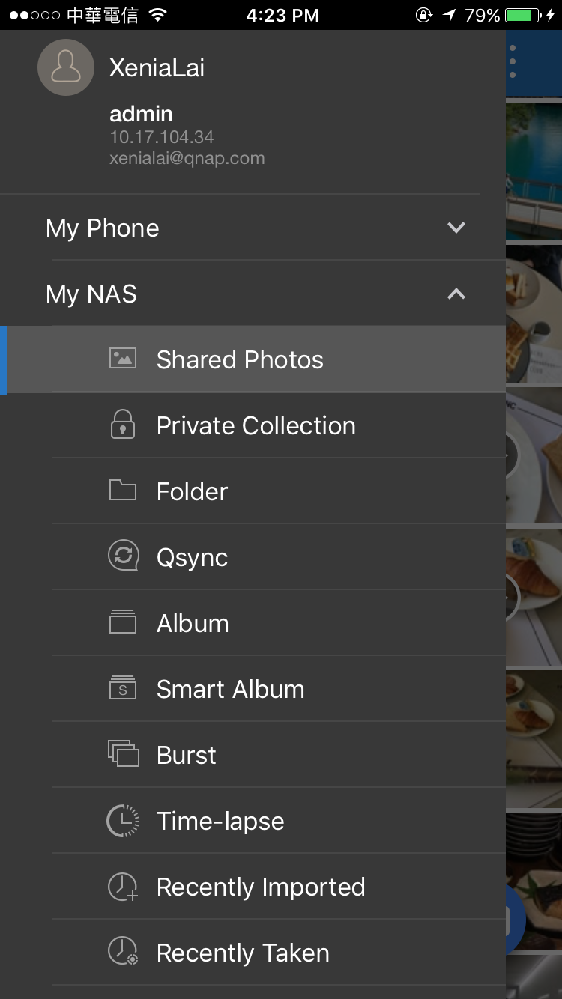 中華電信 4:23 PM 79%
XeniaLai
admin
10.17.104.34
xenialai@qnap.com
My Phone
My NAS
Shared Photos
Private Collection
Folder
Qsync
Album
S Smart Album
Burst
Time-lapse
Recently Imported
Recently Taken